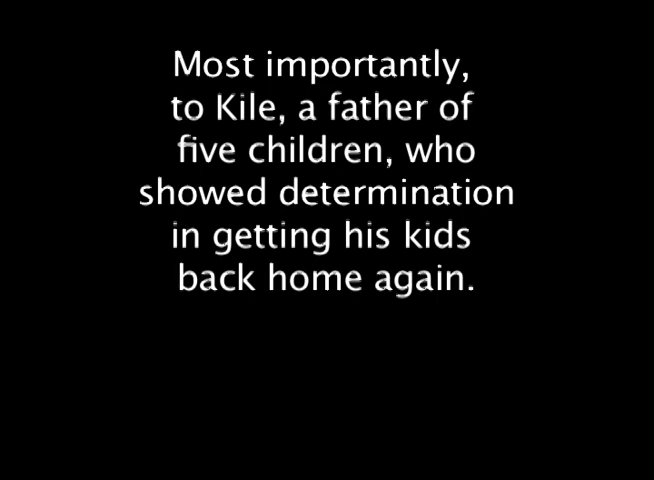 Most importantly,
to Kile, a father of
five children, who
showed determination
in getting his kids
back home again.